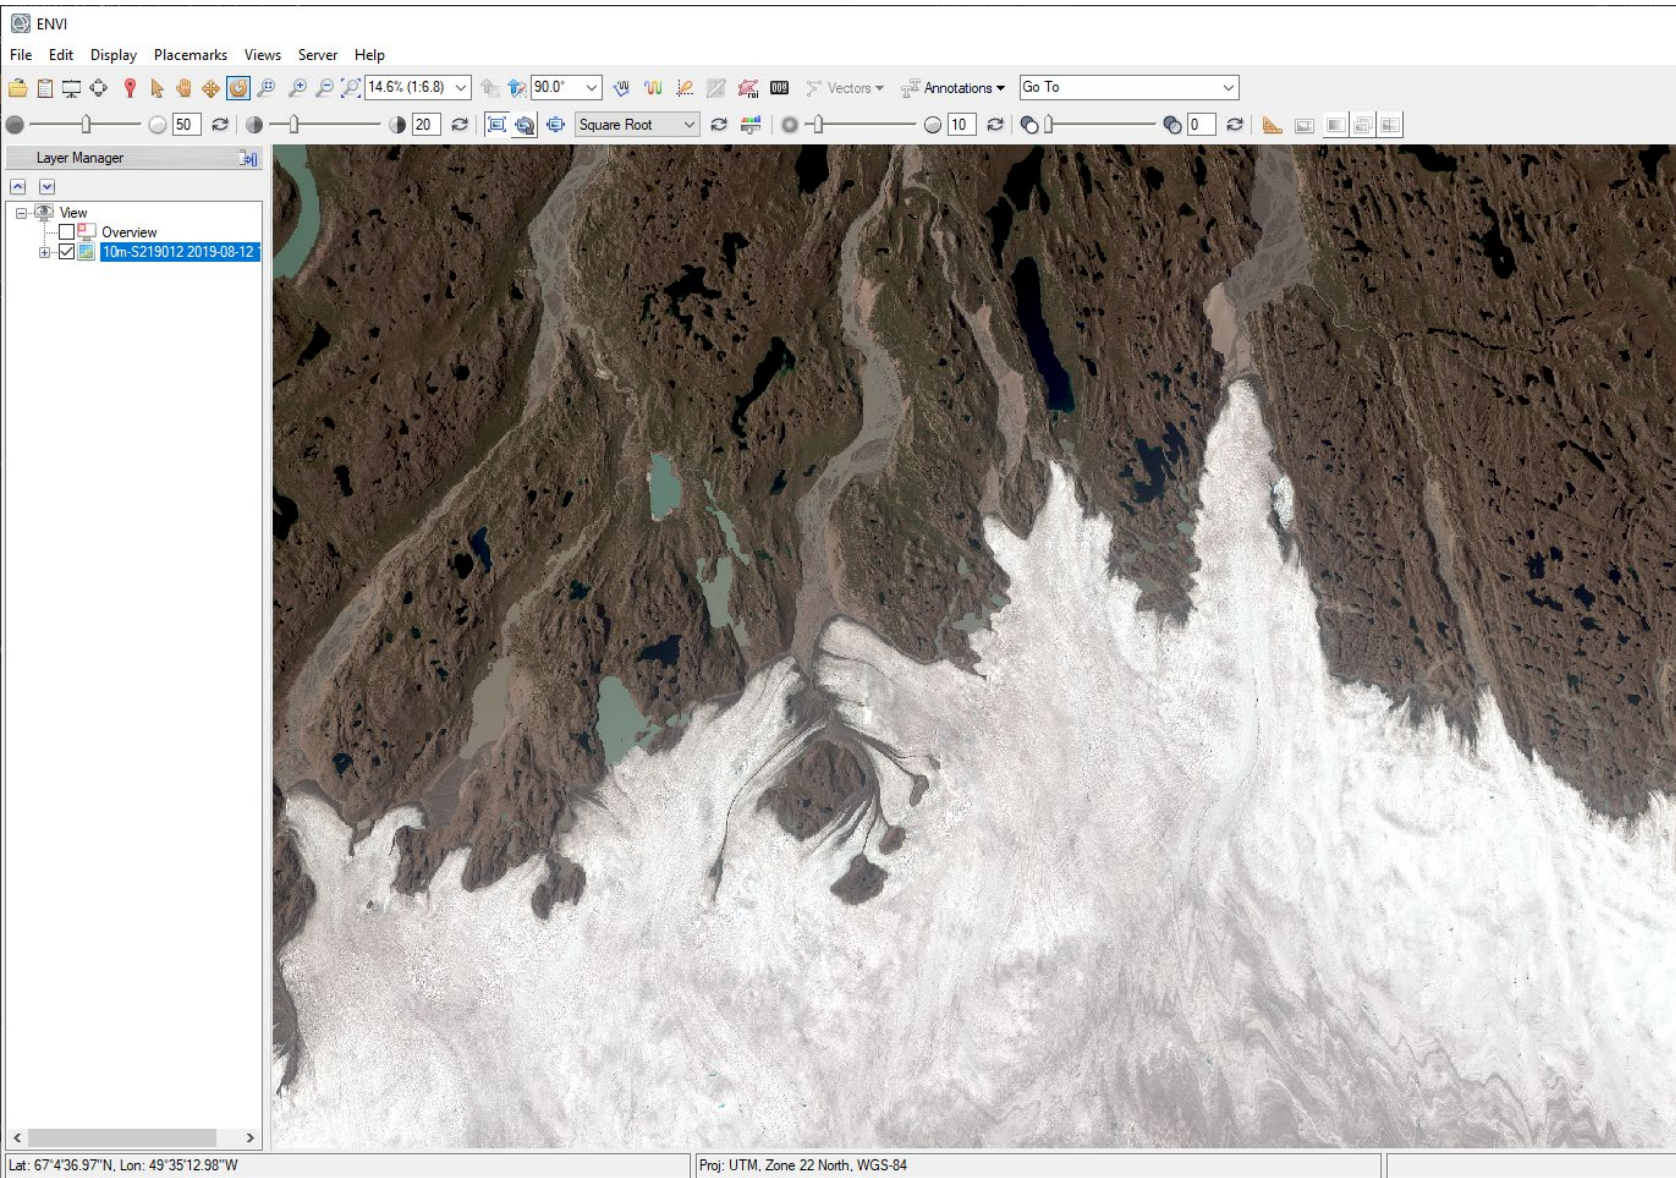 ENVI
File Edit Display Placemarks Views Server Help
14.6% (1:6.8) 90.0° roi Vectors Annotations Go To
50 20 Square Root 10 0
Layer Manager
View
Overview
10m-S219012 2019-08-12
Lat: 67°4'36.97"N, Lon: 49°35'12.98"W
Proj: UTM, Zone 22 North, WGS-84